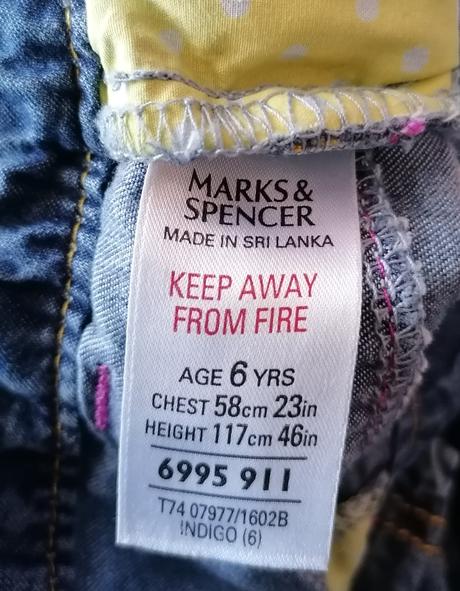 MARKS &
SPENCER
MADE IN SRI LANKA
KEEP AWAY
FROM FIRE
AGE 6 YRS
CHEST 58cm 23in
HEIGHT 117cm 46in
6995 911
T74 07977/1602B
INDIGO (6)